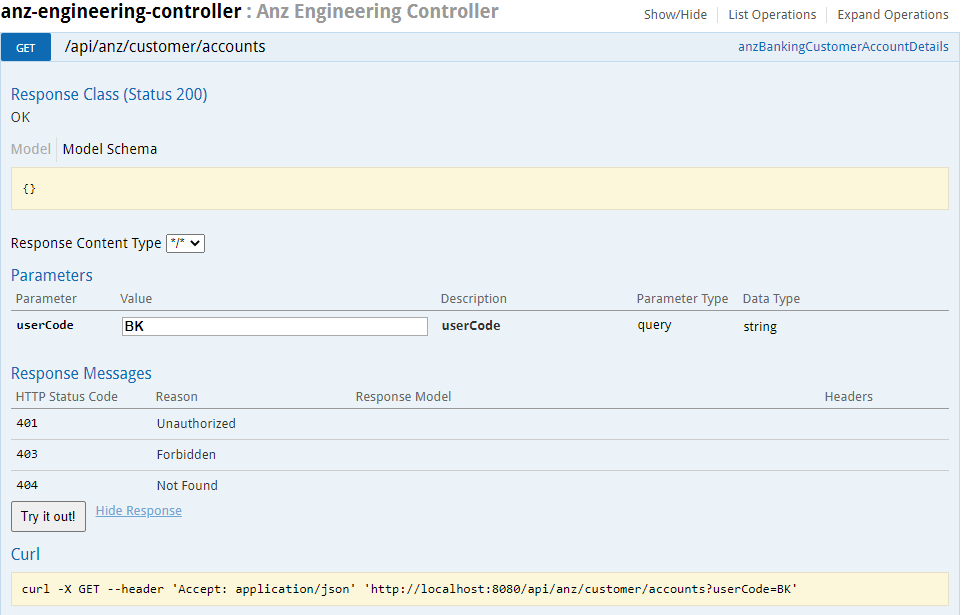 anz-engineering-controller : Anz Engineering Controller
Show/Hide List Operations Expand Operations
GET /api/anz/customer/accounts anzBankingCustomerAccountDetails
Response Class (Status 200)
OK
Model Model Schema
{}
Response Content Type */*
Parameters
Parameter Value Description Parameter Type Data Type
userCode BK userCode query string
Response Messages
HTTP Status Code Reason Response Model Headers
401 Unauthorized
403 Forbidden
404 Not Found
Try it out! Hide Response
Curl
curl -X GET --header 'Accept: application/json' 'http://localhost:8080/api/anz/customer/accounts?userCode=BK'